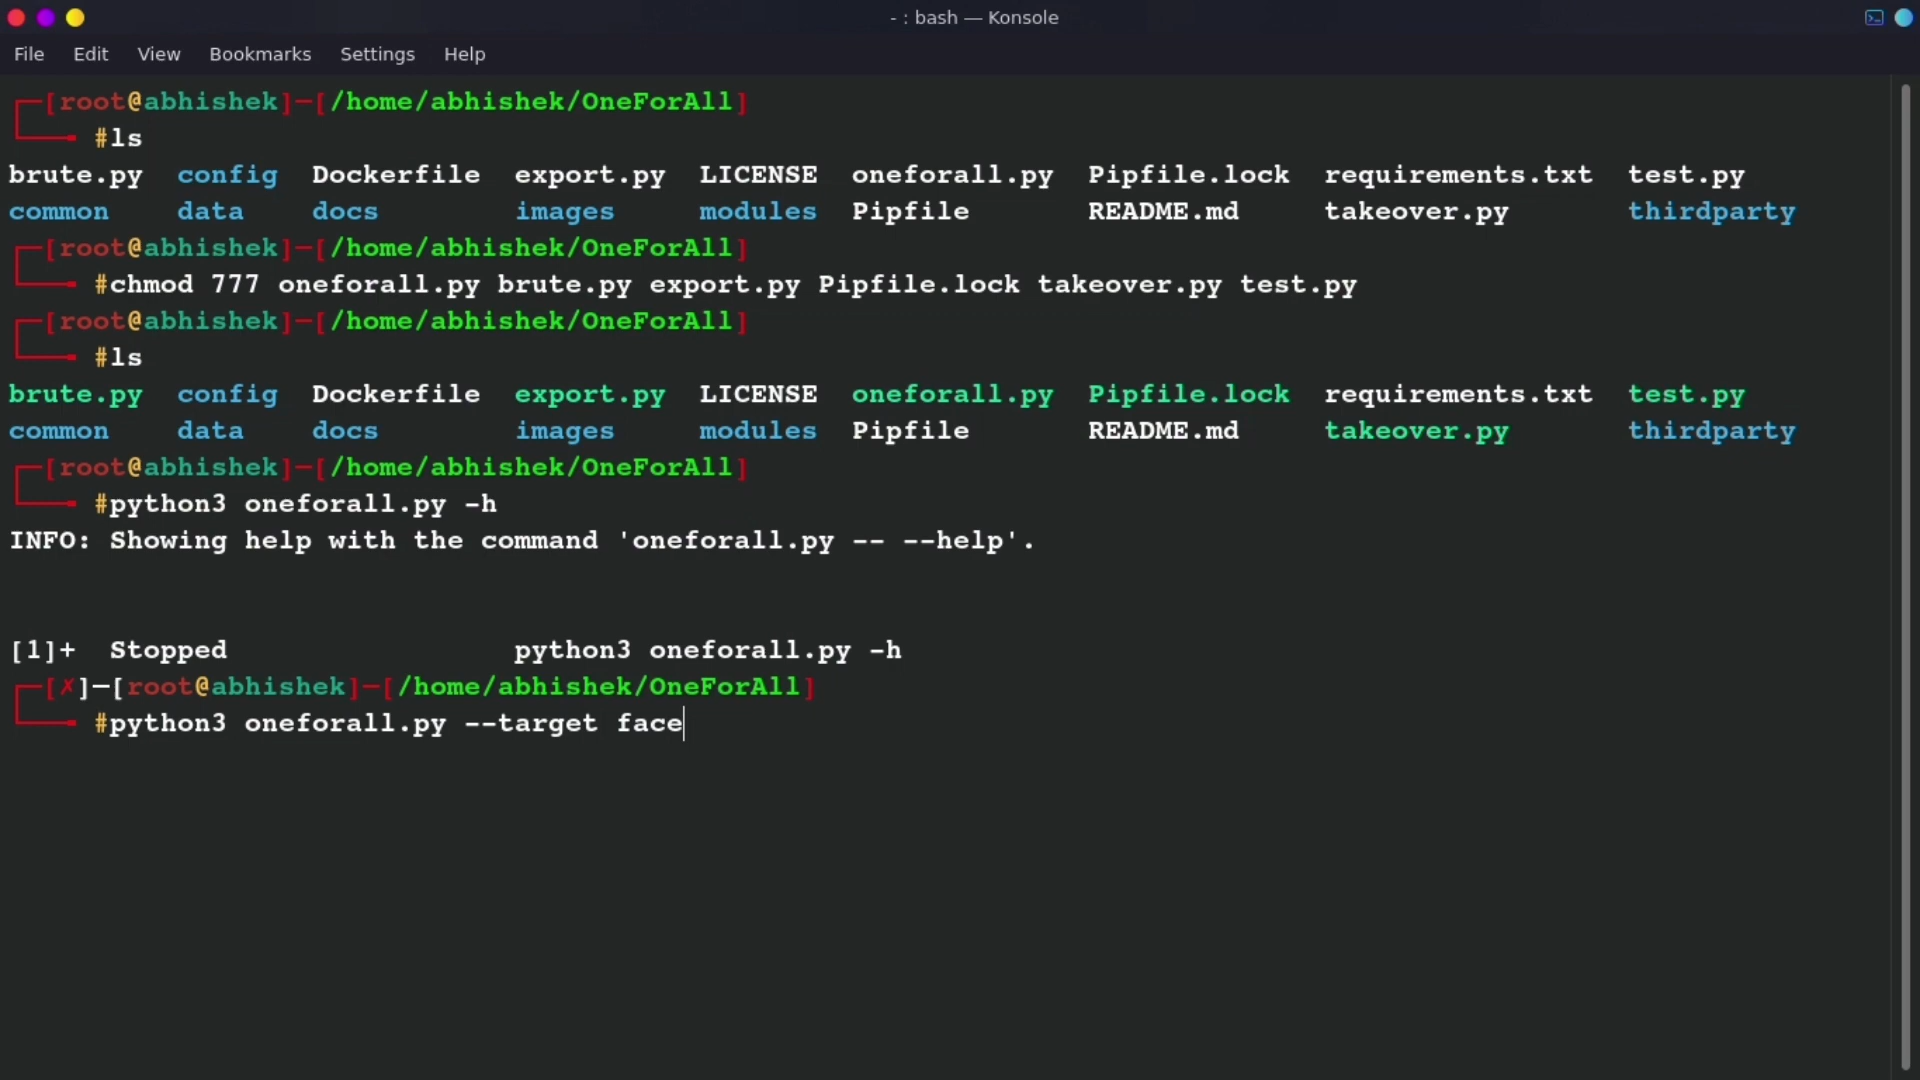 - : bash — Konsole
File Edit View Bookmarks Settings Help
┌─[root@abhishek]─[/home/abhishek/OneForAll]
└──╼ #ls
brute.py config Dockerfile export.py LICENSE oneforall.py Pipfile.lock requirements.txt test.py
common data docs images modules Pipfile README.md takeover.py thirdparty
┌─[root@abhishek]─[/home/abhishek/OneForAll]
└──╼ #chmod 777 oneforall.py brute.py export.py Pipfile.lock takeover.py test.py
┌─[root@abhishek]─[/home/abhishek/OneForAll]
└──╼ #ls
brute.py config Dockerfile export.py LICENSE oneforall.py Pipfile.lock requirements.txt test.py
common data docs images modules Pipfile README.md takeover.py thirdparty
┌─[root@abhishek]─[/home/abhishek/OneForAll]
└──╼ #python3 oneforall.py -h
INFO: Showing help with the command 'oneforall.py -- --help'.
[1]+ Stopped python3 oneforall.py -h
┌─[✗]─[root@abhishek]─[/home/abhishek/OneForAll]
└──╼ #python3 oneforall.py --target face